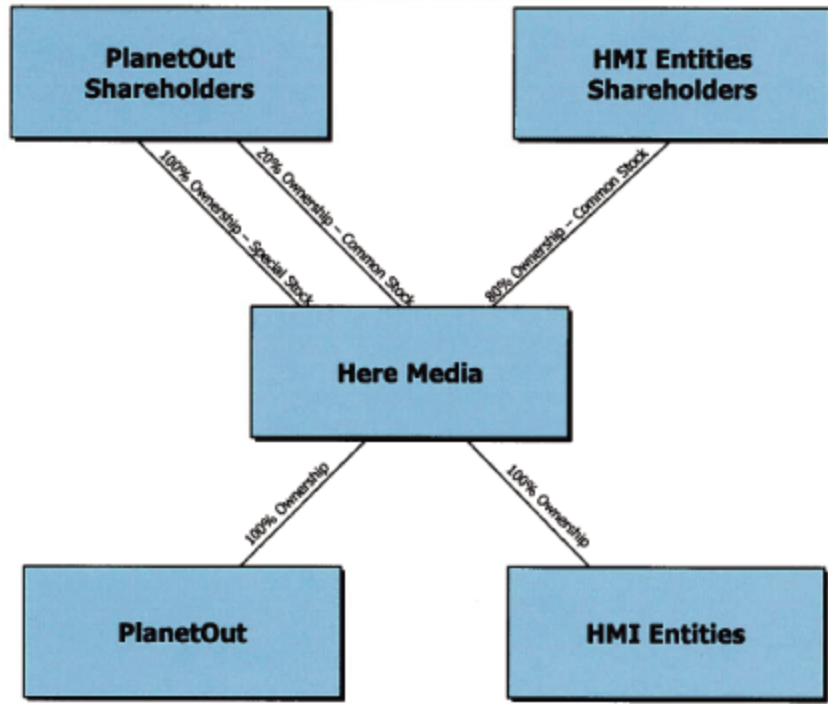 PlanetOut
Shareholders
HMI Entities
Shareholders
100% Ownership – Special Stock
20% Ownership – Common Stock
80% Ownership – Common Stock
Here Media
100% Ownership
100% Ownership
PlanetOut
HMI Entities